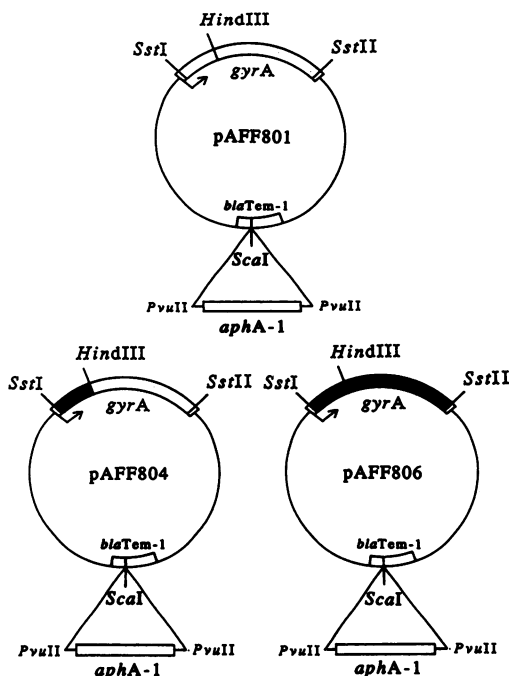 HindIII
SstI
SstII
gyrA
pAFF801
blaTem-1
ScaI
PvuII
PvuII
aphA-1
HindIII
SstI
SstII
gyrA
pAFF804
blaTem-1
ScaI
PvuII
PvuII
aphA-1
HindIII
SstI
SstII
gyrA
pAFF806
blaTem-1
ScaI
PvuII
PvuII
aphA-1